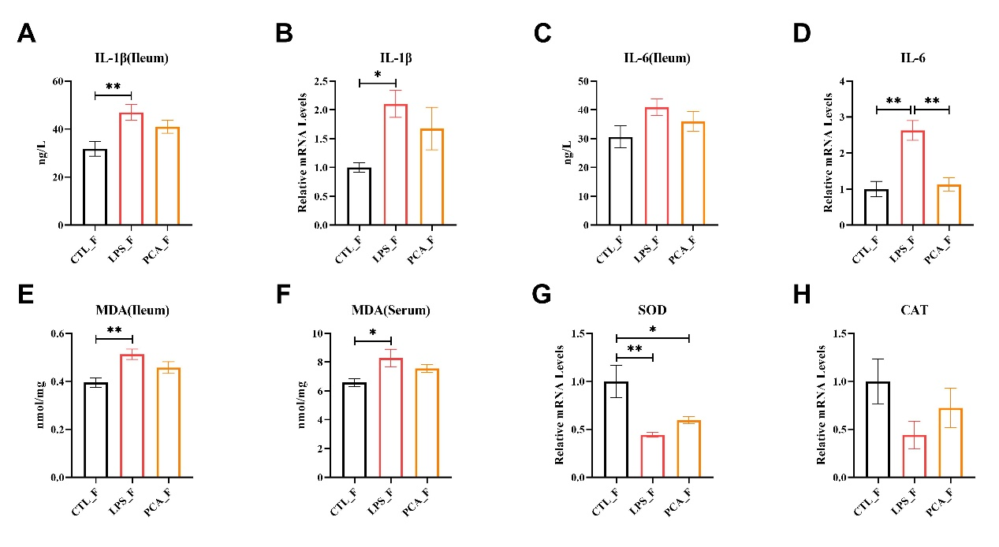 A
IL-1β(Ileum)
60
40
20
0
ng/L
**
CTL_F
LPS_F
PCA_F
B
IL-1β
2.5
2.0
1.5
1.0
0.5
0.0
Relative mRNA Levels
*
CTL_F
LPS_F
PCA_F
C
IL-6(Ileum)
50
40
30
20
10
0
ng/L
CTL_F
LPS_F
PCA_F
D
IL-6
4
3
2
1
0
Relative mRNA Levels
** **
CTL_F
LPS_F
PCA_F
E
MDA(Ileum)
0.6
0.4
0.2
0.0
nmol/mg
**
CTL_F
LPS_F
PCA_F
F
MDA(Serum)
10
8
6
4
2
0
nmol/mg
*
CTL_F
LPS_F
PCA_F
G
SOD
1.5
1.0
0.5
0.0
Relative mRNA Levels
*
**
CTL_F
LPS_F
PCA_F
H
CAT
1.5
1.0
0.5
0.0
Relative mRNA Levels
CTL_F
LPS_F
PCA_F